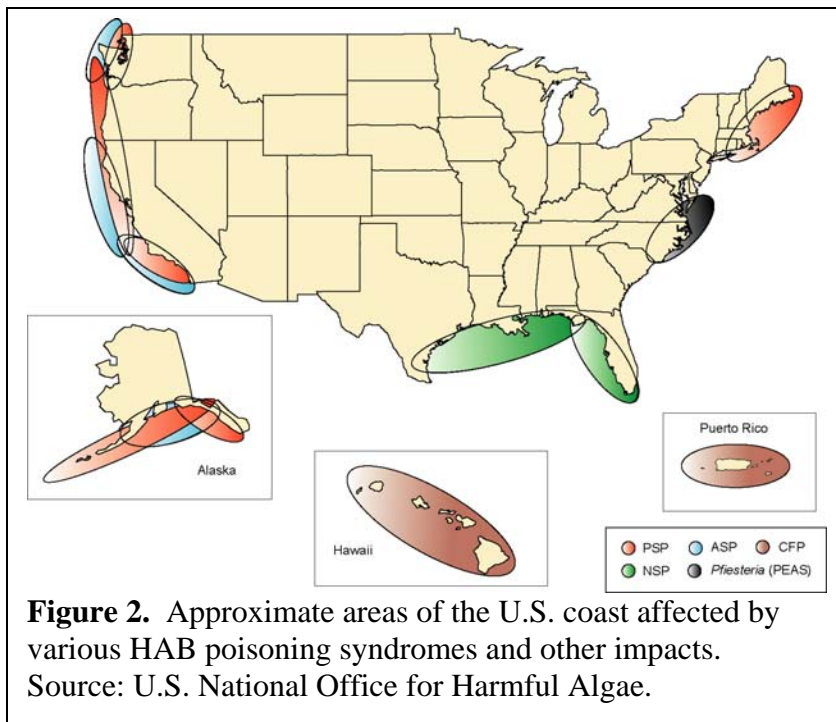 Alaska
Hawaii
Puerto Rico
PSP ASP CFP
NSP Pfiesteria (PEAS)
Figure 2. Approximate areas of the U.S. coast affected by
various HAB poisoning syndromes and other impacts.
Source: U.S. National Office for Harmful Algae.